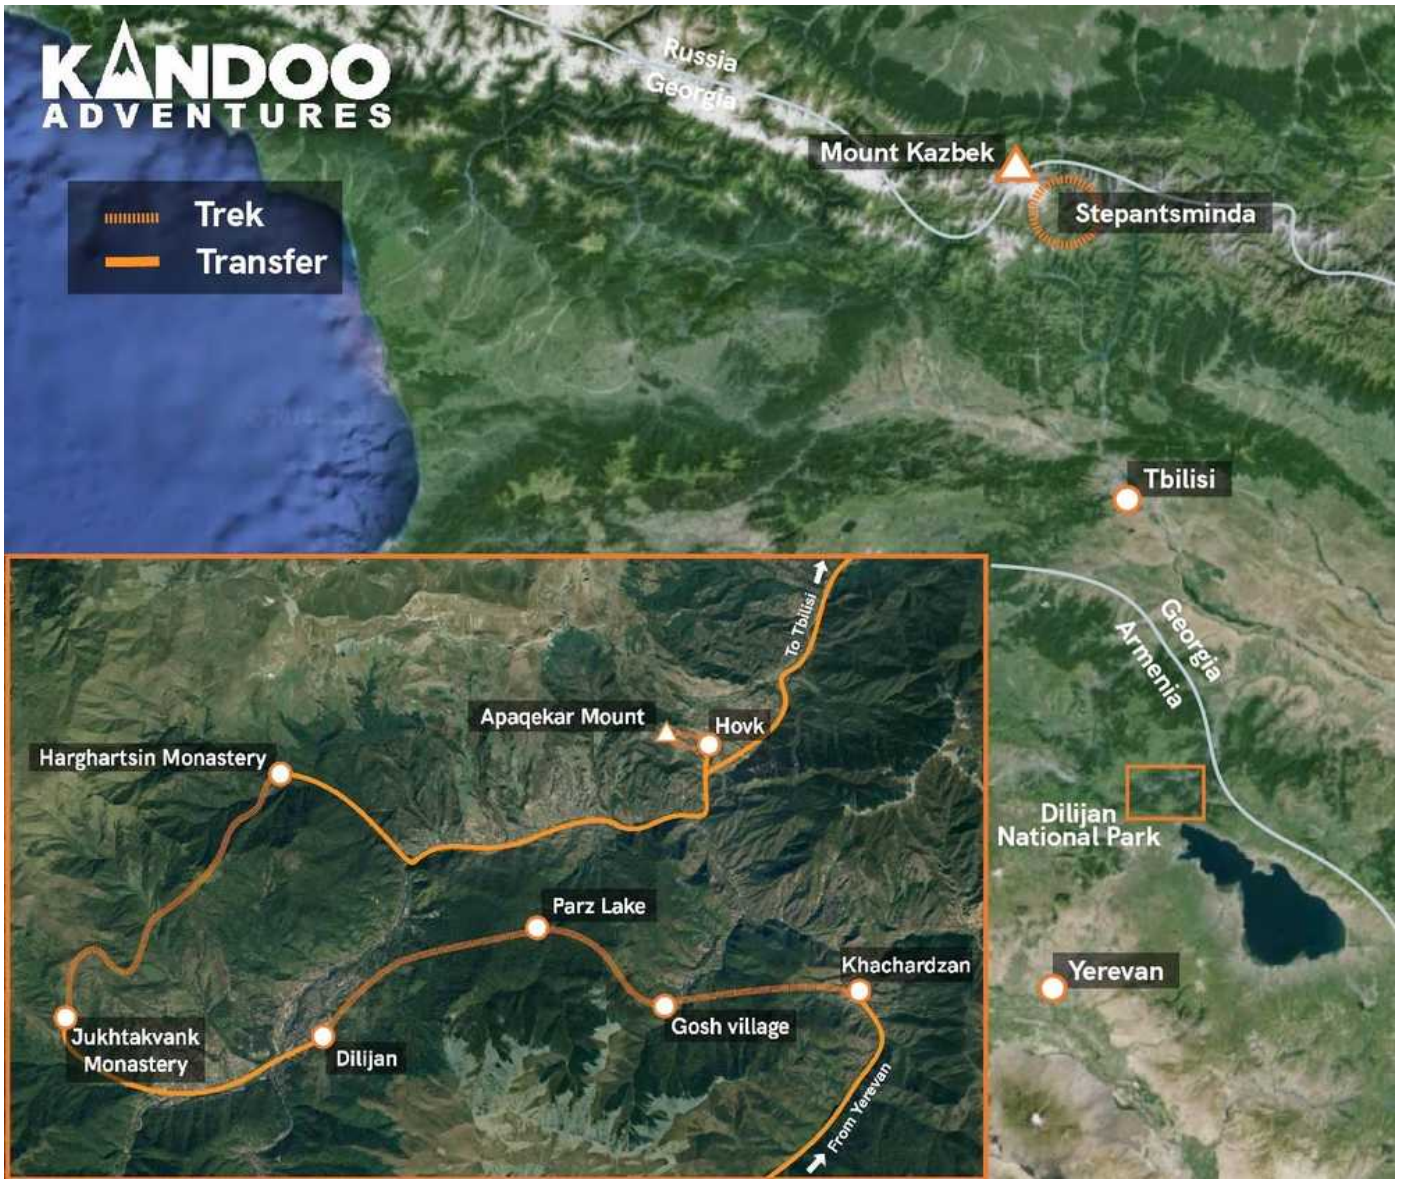 KANDOO
ADVENTURES
Trek
Transfer
Russia
Georgia
Mount Kazbek
Stepantsminda
Tbilisi
Georgia
Armenia
Dilijan
National Park
Yerevan
To Tbilisi
Apaqekar Mount
Hovk
Harghartsin Monastery
Parz Lake
Khachardzan
Gosh village
Jukhtakvank
Monastery
Dilijan
From Yerevan